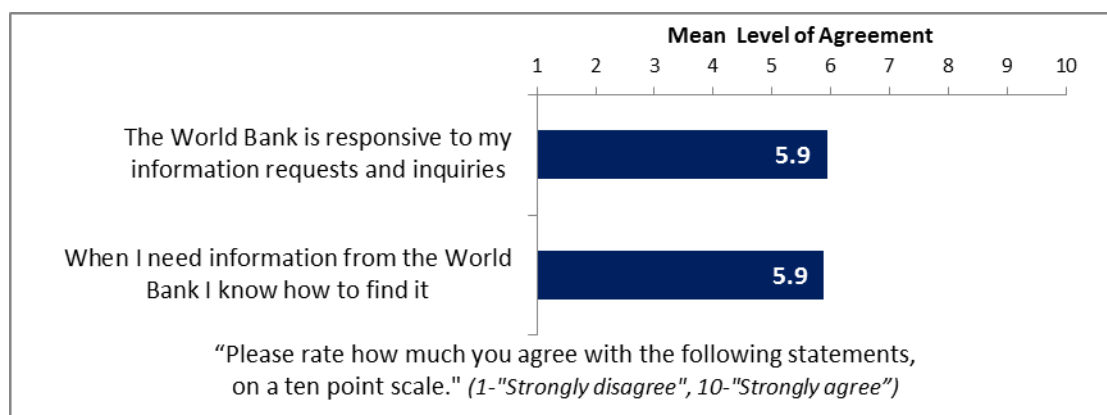 Mean Level of Agreement
1 2 3 4 5 6 7 8 9 10
The World Bank is responsive to my
information requests and inquiries
5.9
When I need information from the World
Bank I know how to find it
5.9
“Please rate how much you agree with the following statements,
on a ten point scale." (1-"Strongly disagree", 10-"Strongly agree”)